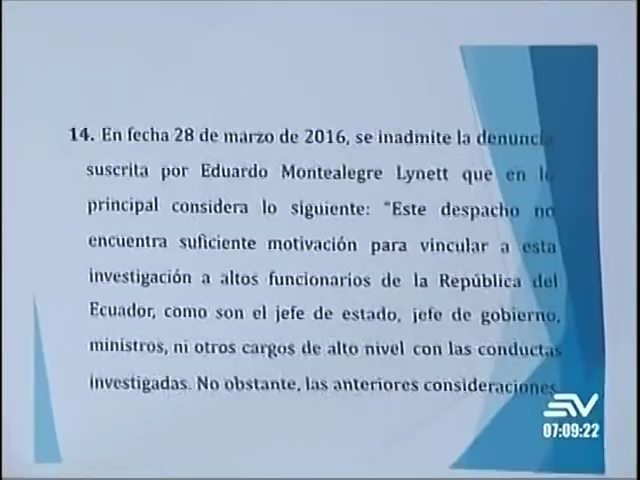 14. En fecha 28 de marzo de 2016, se inadmite la denuncia
suscrita por Eduardo Montealegre Lynett que en lo
principal considera lo siguiente: "Este despacho no
encuentra suficiente motivación para vincular a esta
investigación a altos funcionarios de la República del
Ecuador, como son el jefe de estado, jefe de gobierno,
ministros, ni otros cargos de alto nivel con las conductas
investigadas. No obstante, las anteriores consideraciones
07:09:22